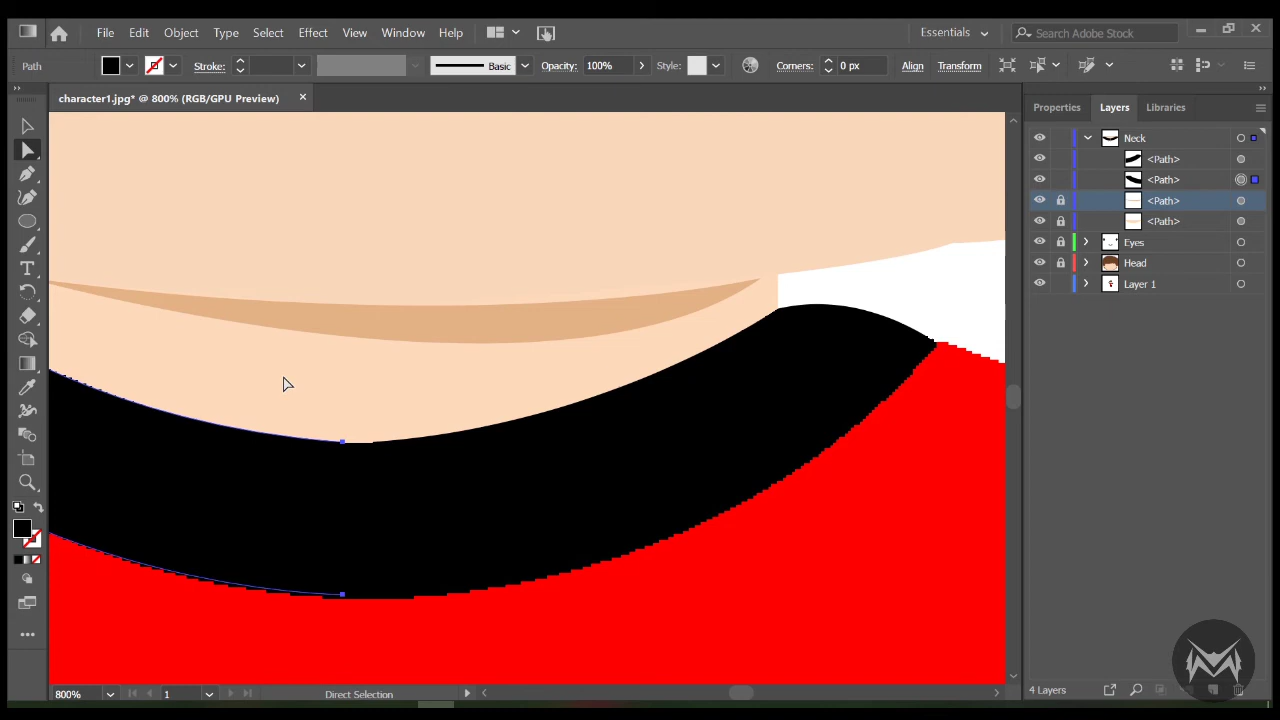 File Edit Object Type Select Effect View Window Help
Essentials
Search Adobe Stock
Path
Stroke:
Basic
Opacity: 100%
Style:
Corners: 0 px
Align
Transform
character1.jpg* @ 800% (RGB/GPU Preview)
Properties Layers Libraries
Neck
<Path>
<Path>
<Path>
<Path>
Eyes
Head
Layer 1
4 Layers
800%
1
Direct Selection